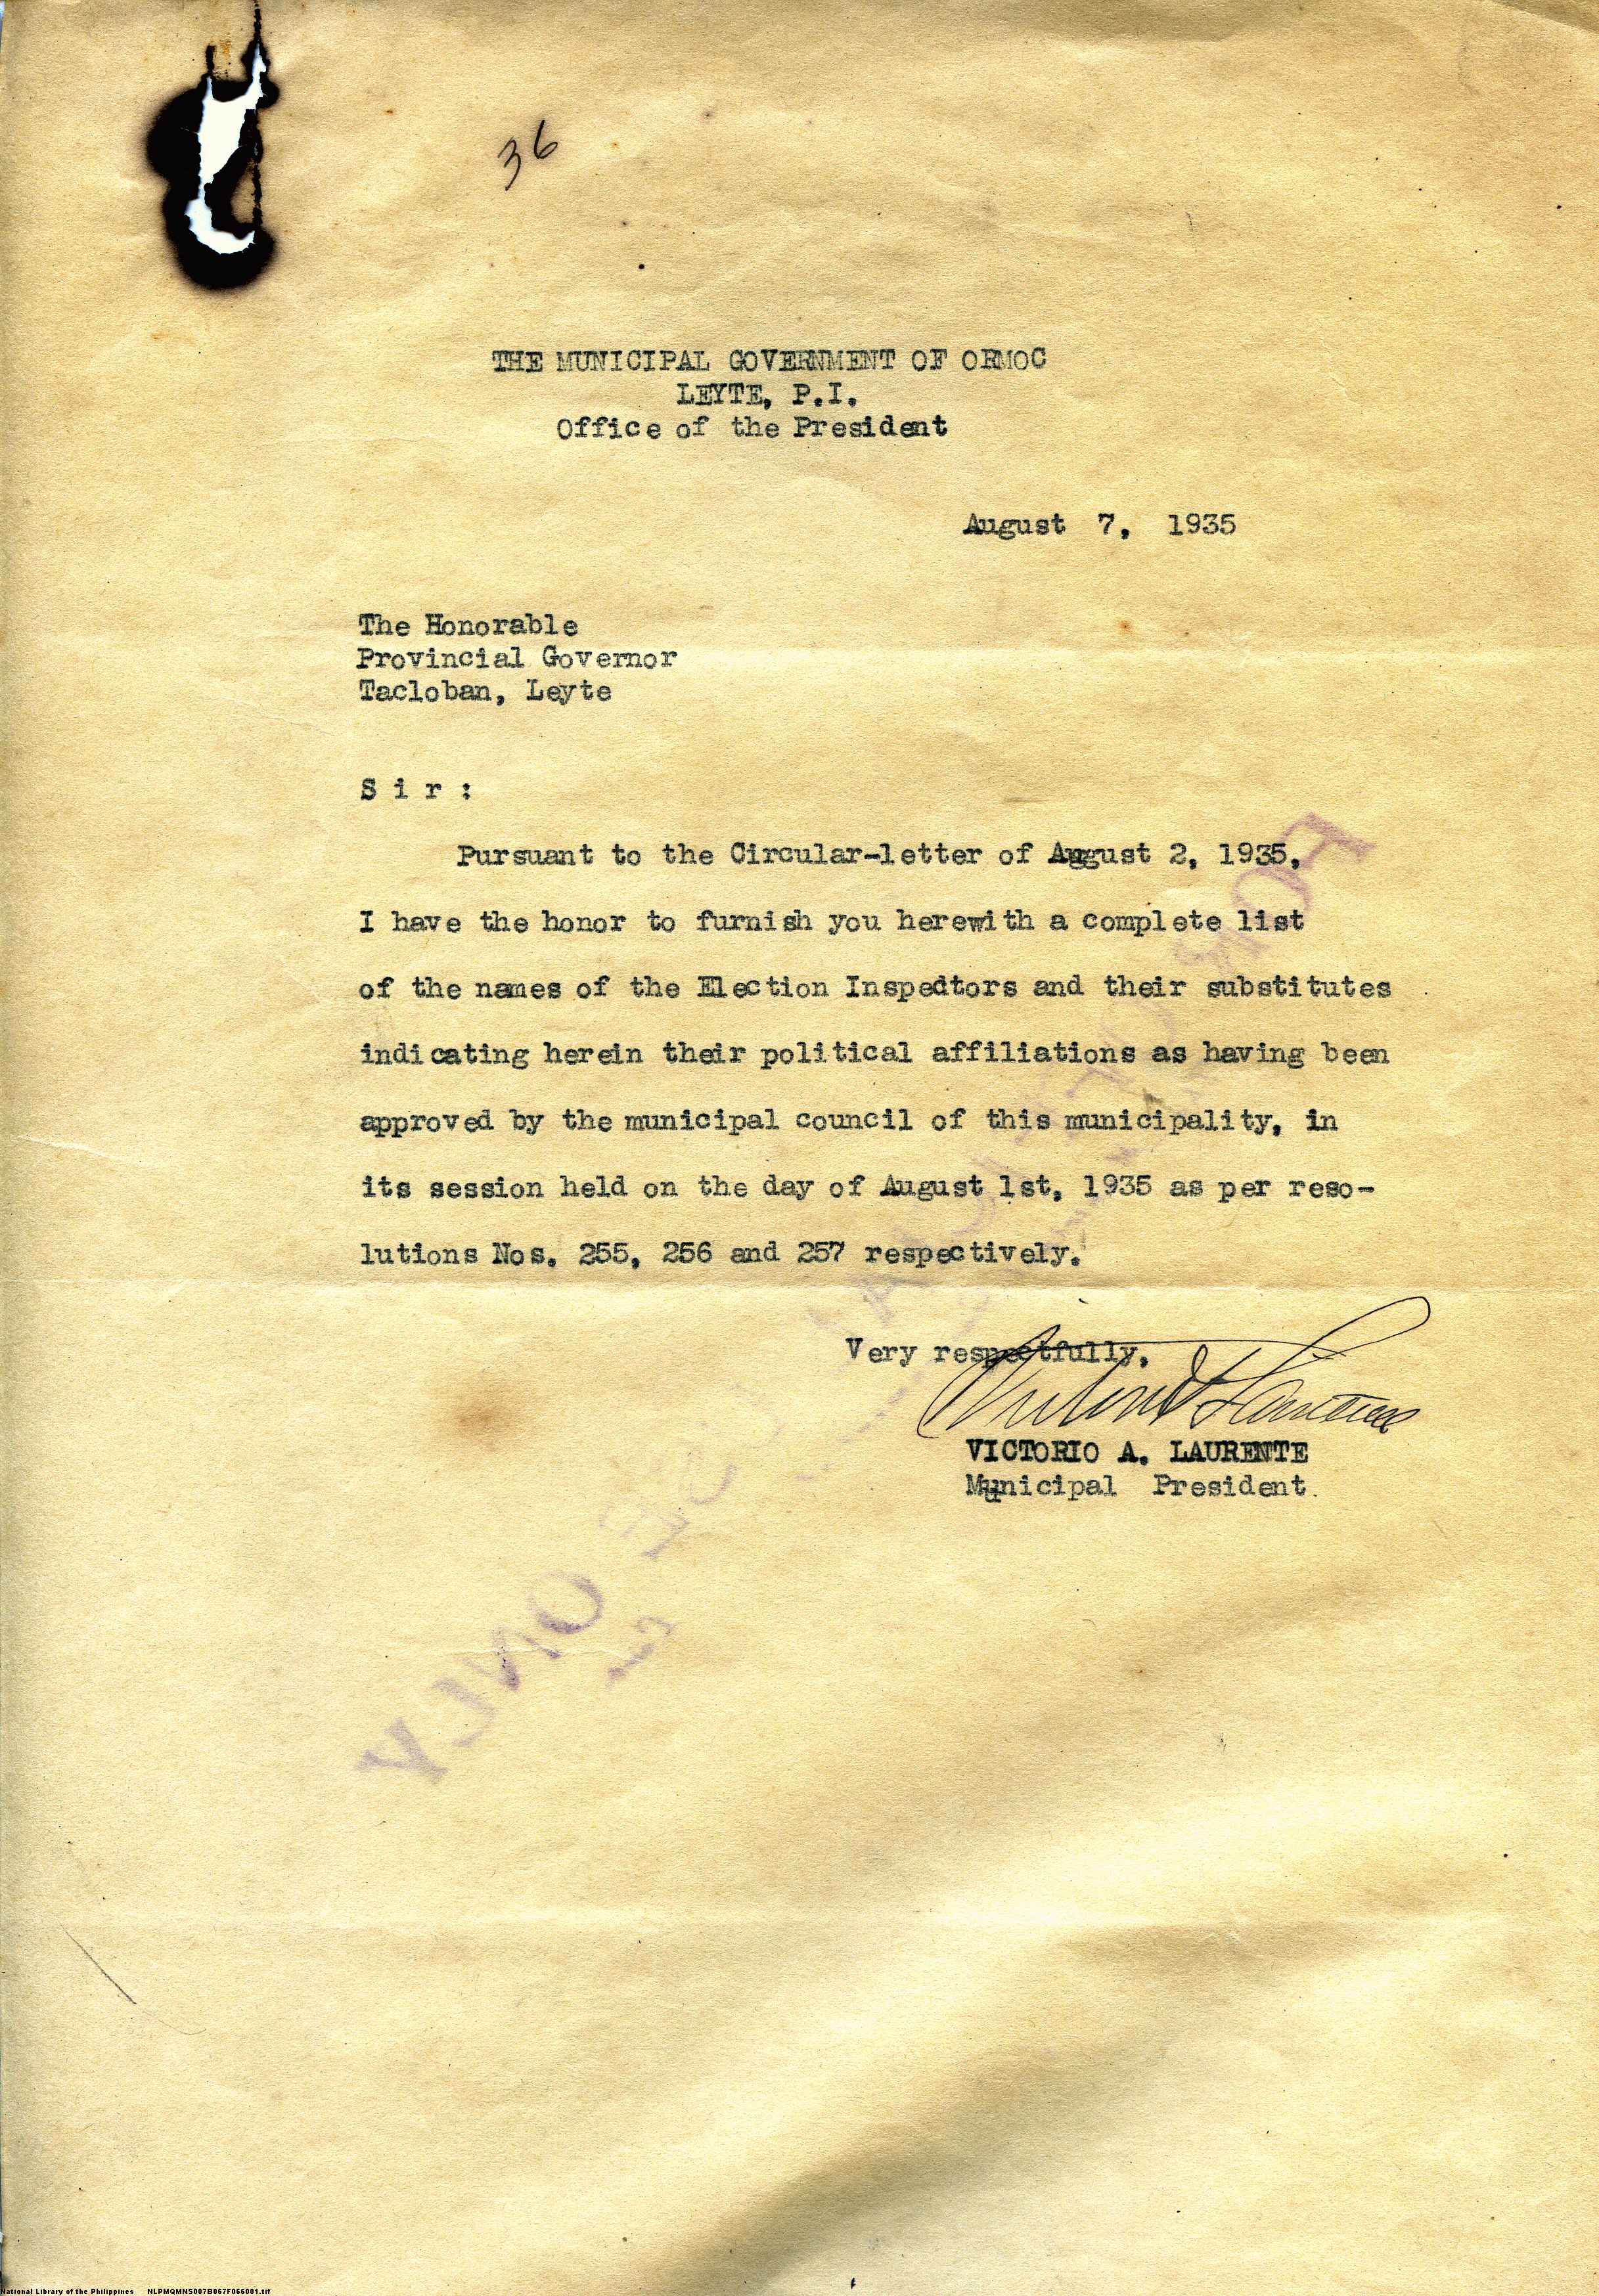 36
THE MUNICIPAL GOVERNMENT OF ORMOC
LEYTE, P.I.
Office of the President
August 7, 1935
The Honorable
Provincial Governor
Tacloban, Leyte
S i r :
Pursuant to the Circular-letter of August 2, 1935,
I have the honor to furnish you herewith a complete list
of the names of the Election Inspedtors and their substitutes
indicating herein their political affiliations as having been
approved by the municipal council of this municipality, in
its session held on the day of August 1st, 1935 as per reso-
lutions Nos. 255, 256 and 257 respectively.
Very respectfully,
VICTORIO A. LAURENTE
Municipal President.
National Library of the Philippines NLPMQMNS007B067F066001.tif